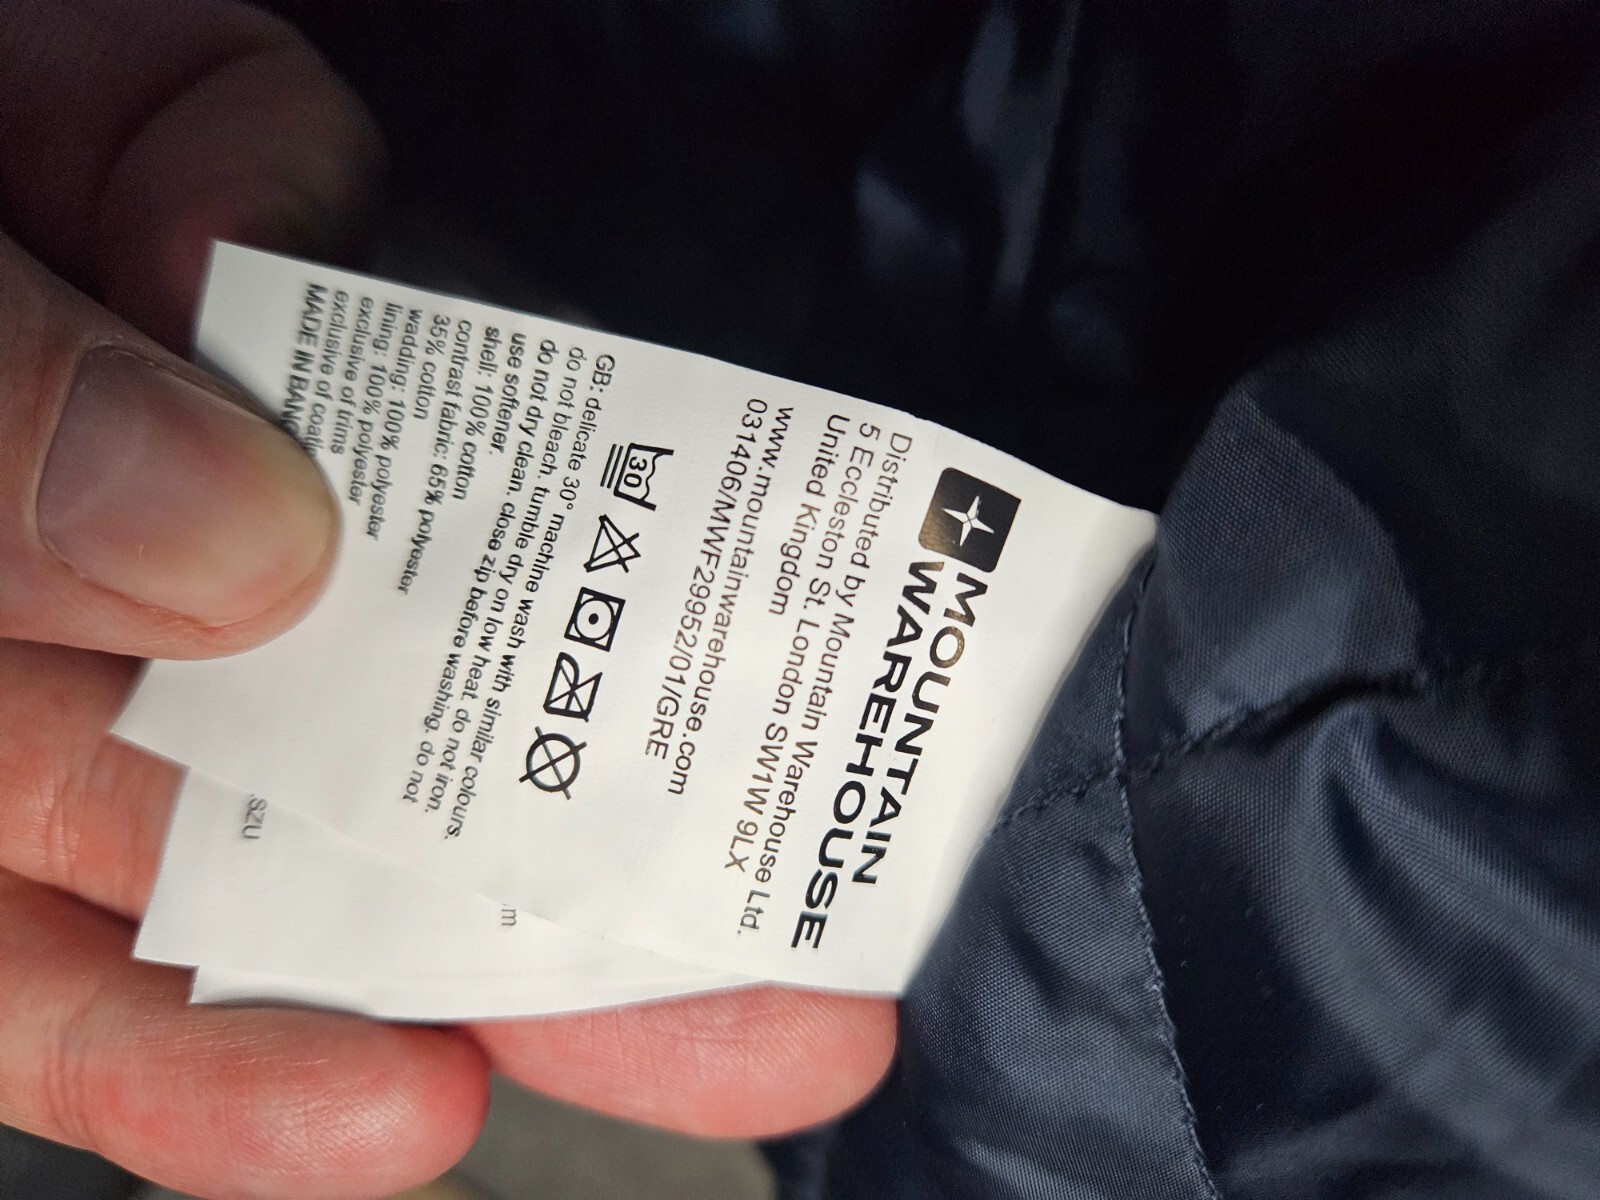 MOUNTAIN
WAREHOUSE
Distributed by Mountain Warehouse Ltd.
5 Eccleston St. London SW1W 9LX
United Kingdom
www.mountainwarehouse.com
031406/MWF29952/01/GRE
30
GB: delicate 30° machine wash with similar colours.
do not bleach. tumble dry on low heat. do not iron.
do not dry clean. close zip before washing. do not
use softener.
shell: 100% cotton
contrast fabric: 65% polyester
35% cotton
wadding: 100% polyester
lining: 100% polyester
exclusive of trims
exclusive of
MADE IN